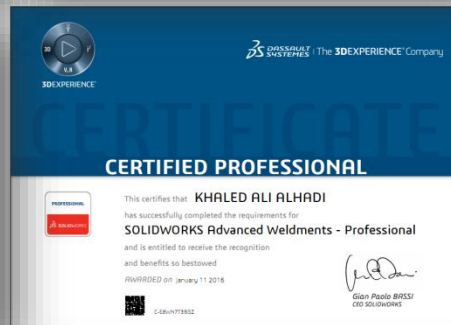 3D
V.R
3DEXPERIENCE
DASSAULT SYSTEMES | The 3DEXPERIENCE Company
CERTIFICATE
CERTIFIED PROFESSIONAL
PROFESSIONAL
SOLIDWORKS
This certifies that KHALED ALI ALHADI
has successfully completed the requirements for
SOLIDWORKS Advanced Weldments - Professional
and is entitled to receive the recognition
and benefits so bestowed
AWARDED on January 11 2016
Gian Paolo BASSI
CEO SOLIDWORKS